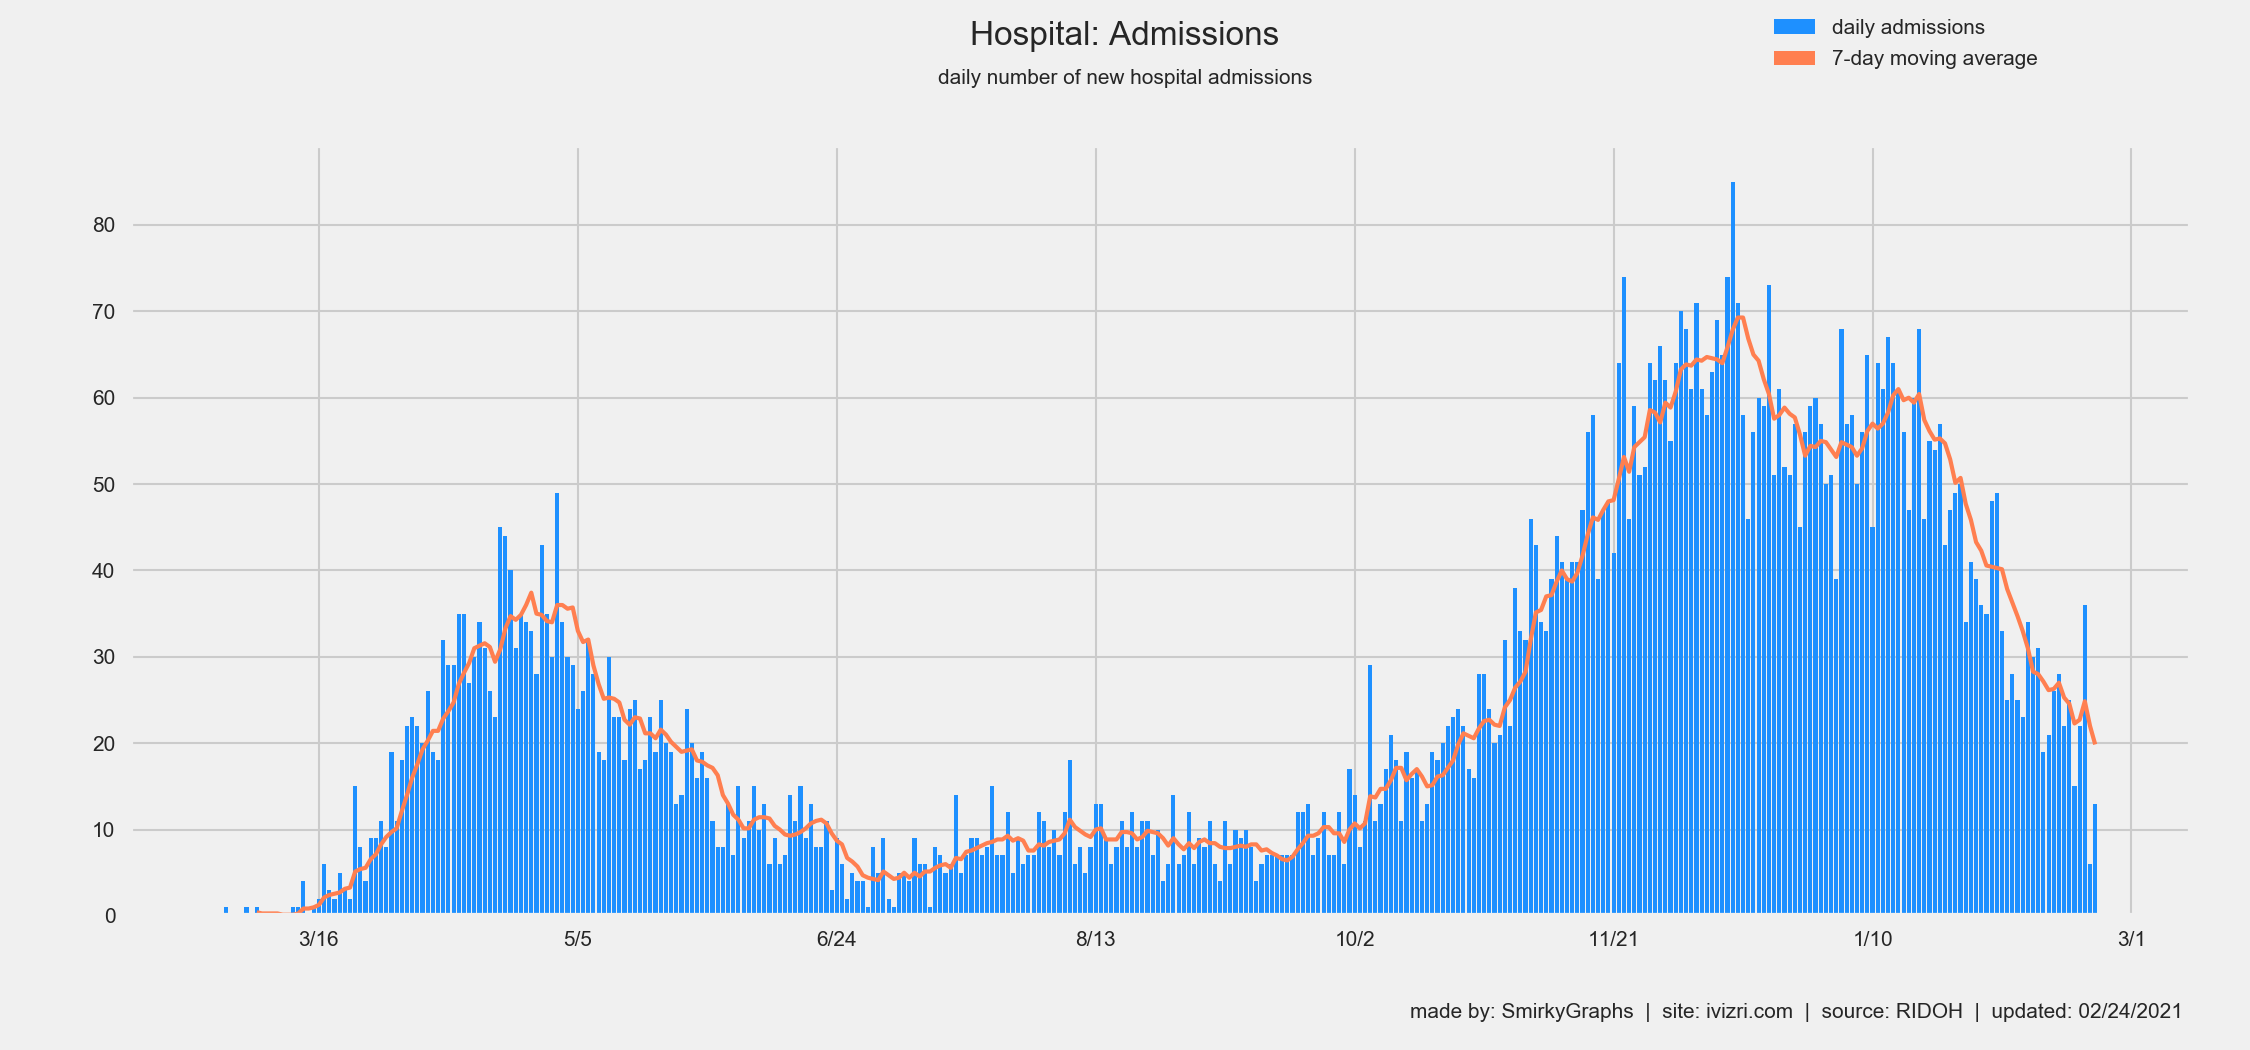 Hospital: Admissions
daily number of new hospital admissions
daily admissions
7-day moving average
80
70
60
50
40
30
20
10
0
3/16 5/5 6/24 8/13 10/2 11/21 1/10 3/1
made by: SmirkyGraphs | site: ivizri.com | source: RIDOH | updated: 02/24/2021